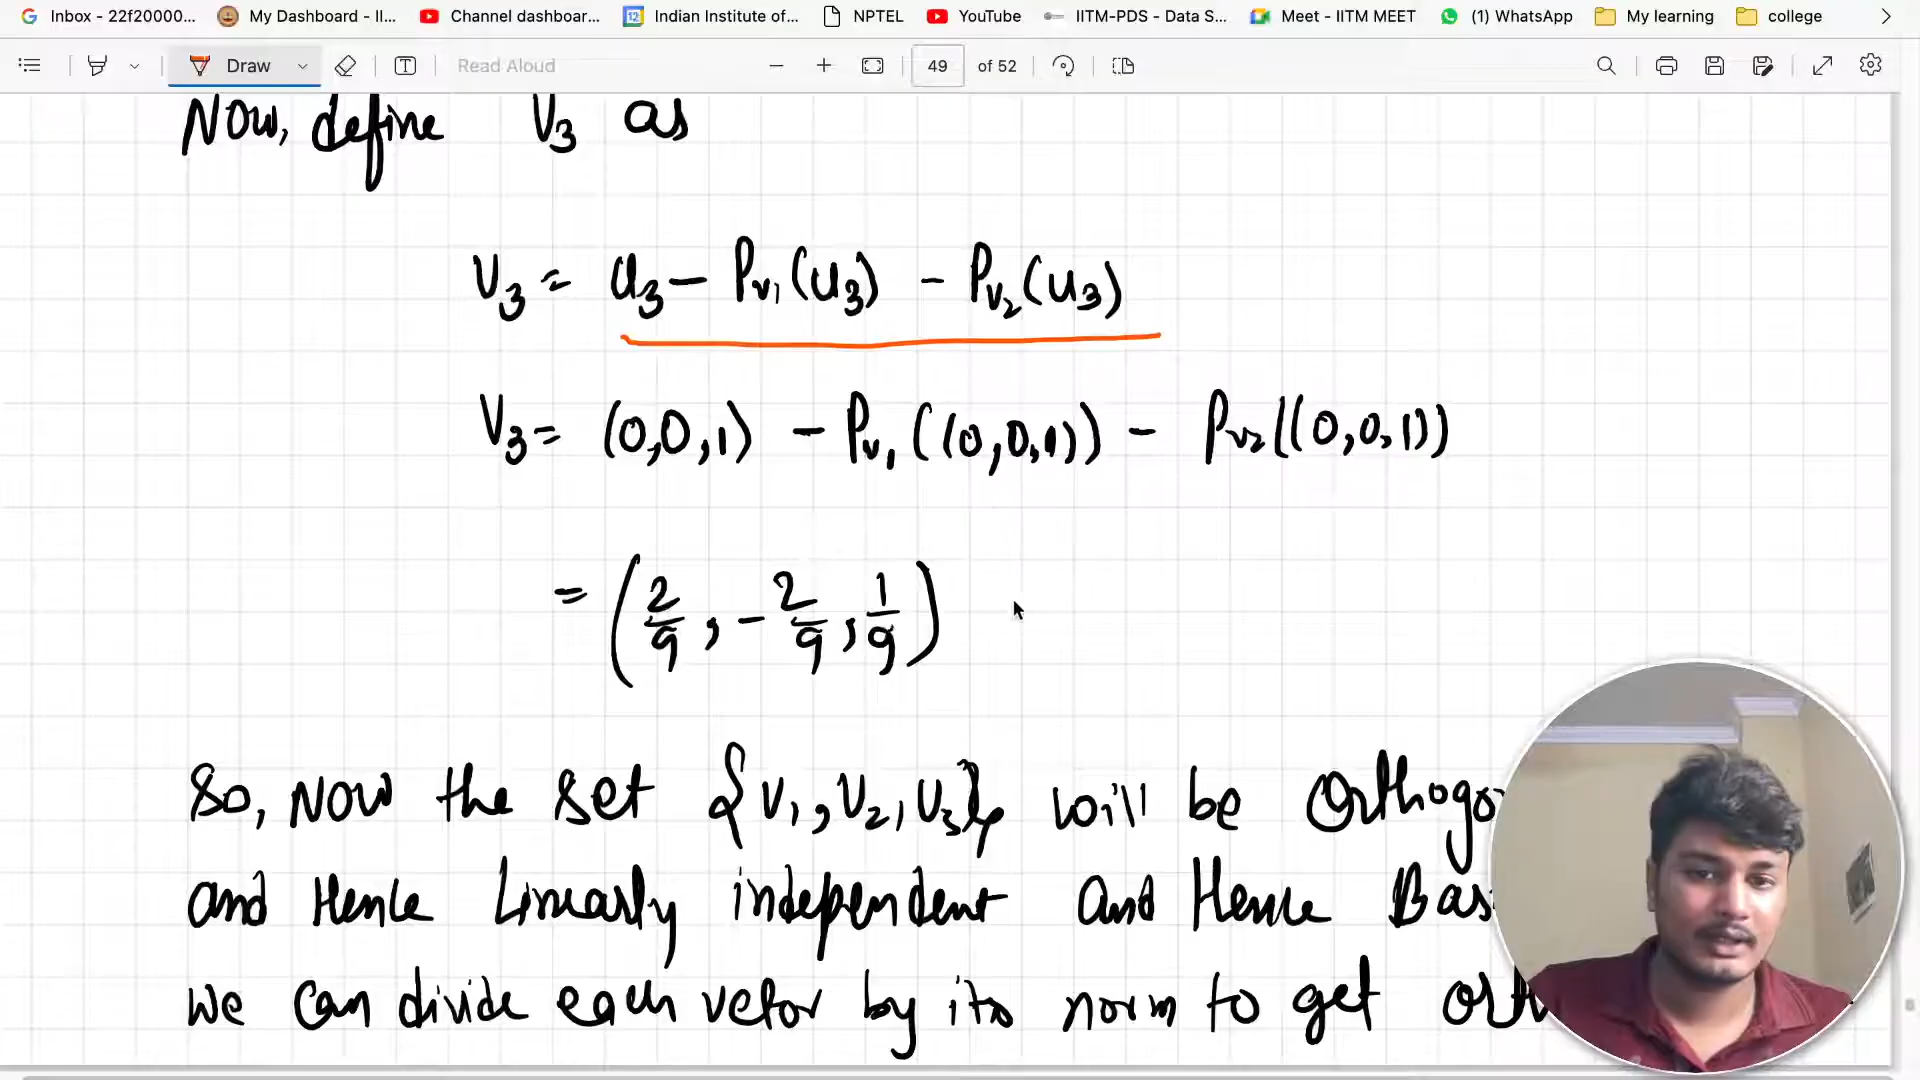 Inbox - 22f20000... My Dashboard - II... Channel dashboar... Indian Institute of... NPTEL YouTube IITM-PDS - Data S... Meet - IITM MEET (1) WhatsApp My learning college
Draw Read Aloud 49 of 52
Now, define V₃ as
V₃ = u₃ - Pv₁(u₃) - Pv₂(u₃)
V₃ = (0,0,1) - Pv₁((0,0,1)) - Pv₂((0,0,1))
= (2/9, -2/9, 1/9)
So, Now the set {V₁, V₂, V₃} will be Orthogo
and Hence Linearly independent and Hence Bas
We can divide each vetor by its norm to get orth